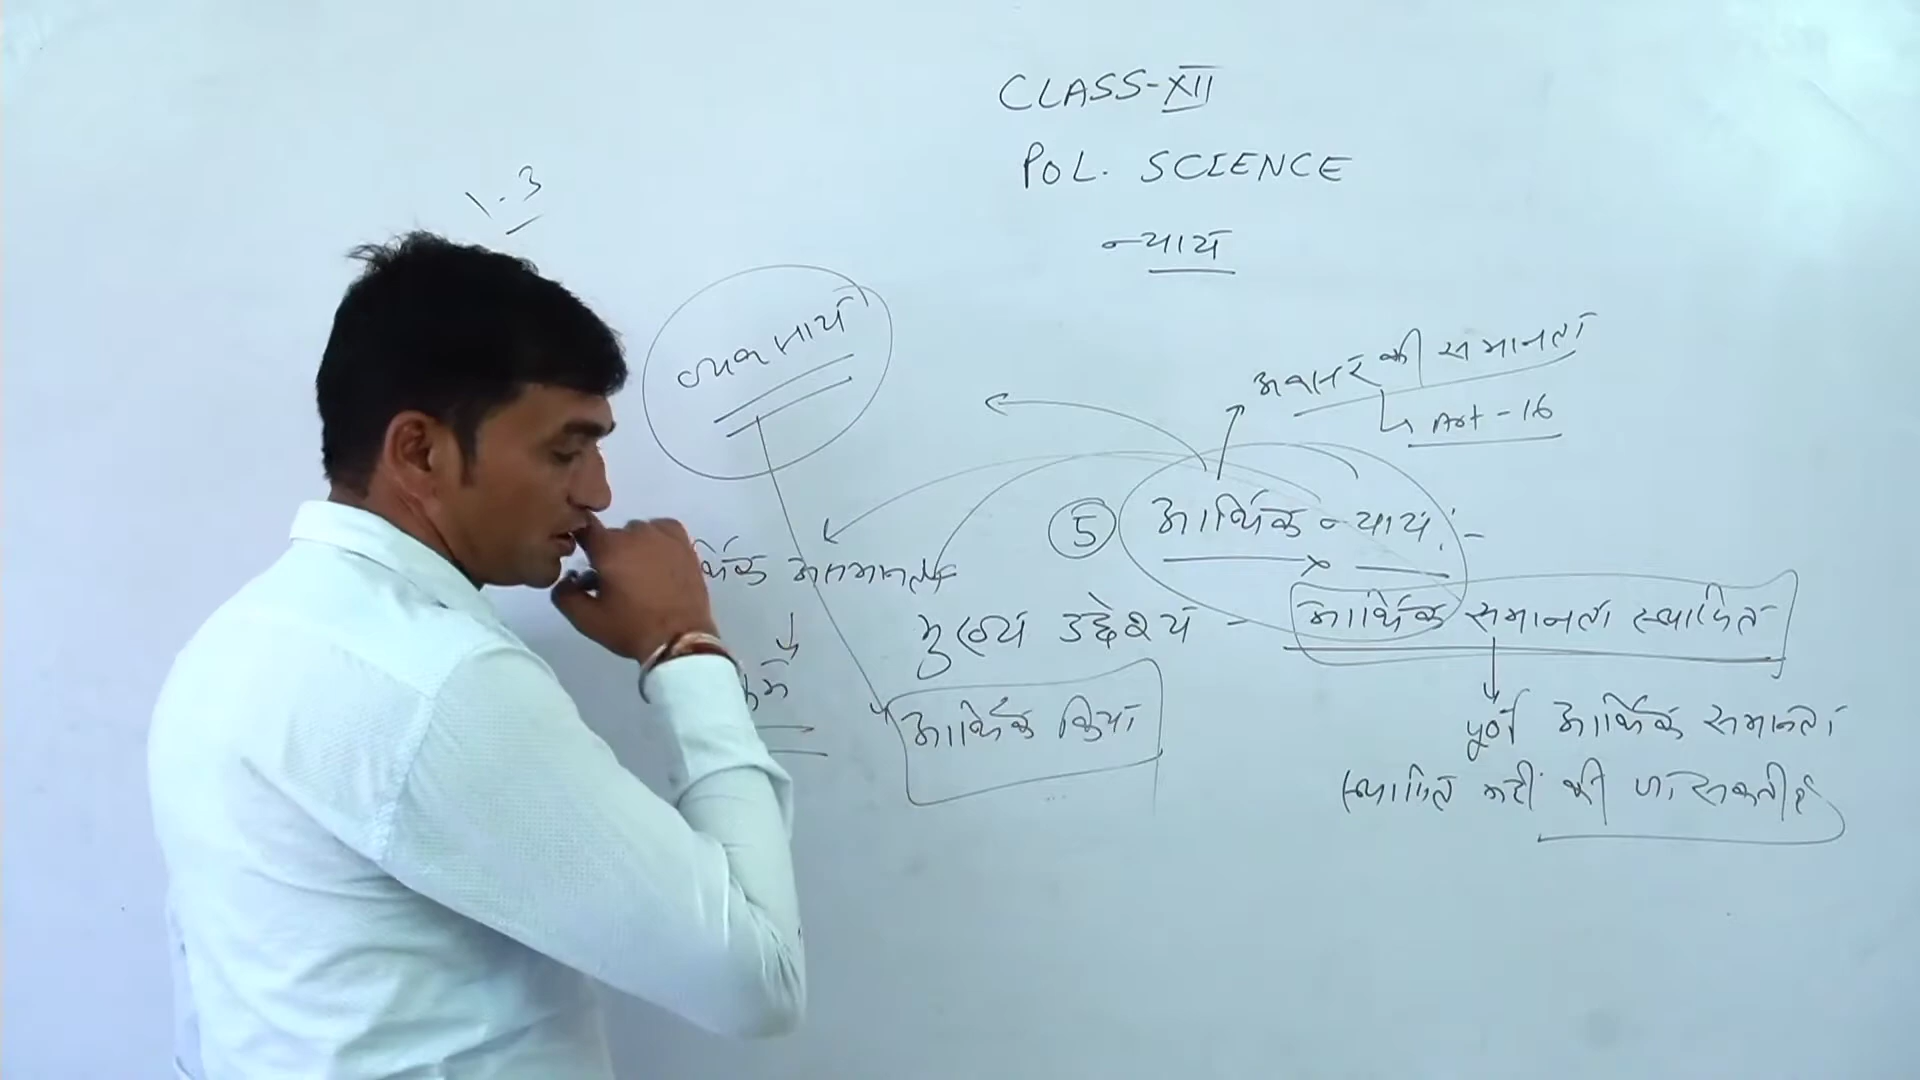 CLASS-XII
POL. SCIENCE
न्याय
1.3
व्यवसाय
अवसर की समानता
Art-16
⑤ आर्थिक न्याय :-
असमानता
मुख्य उद्देश्य - आर्थिक समानता स्थापित
कम
आर्थिक क्रिया
पूर्ण आर्थिक समानता
स्थापित नहीं की जा सकती है